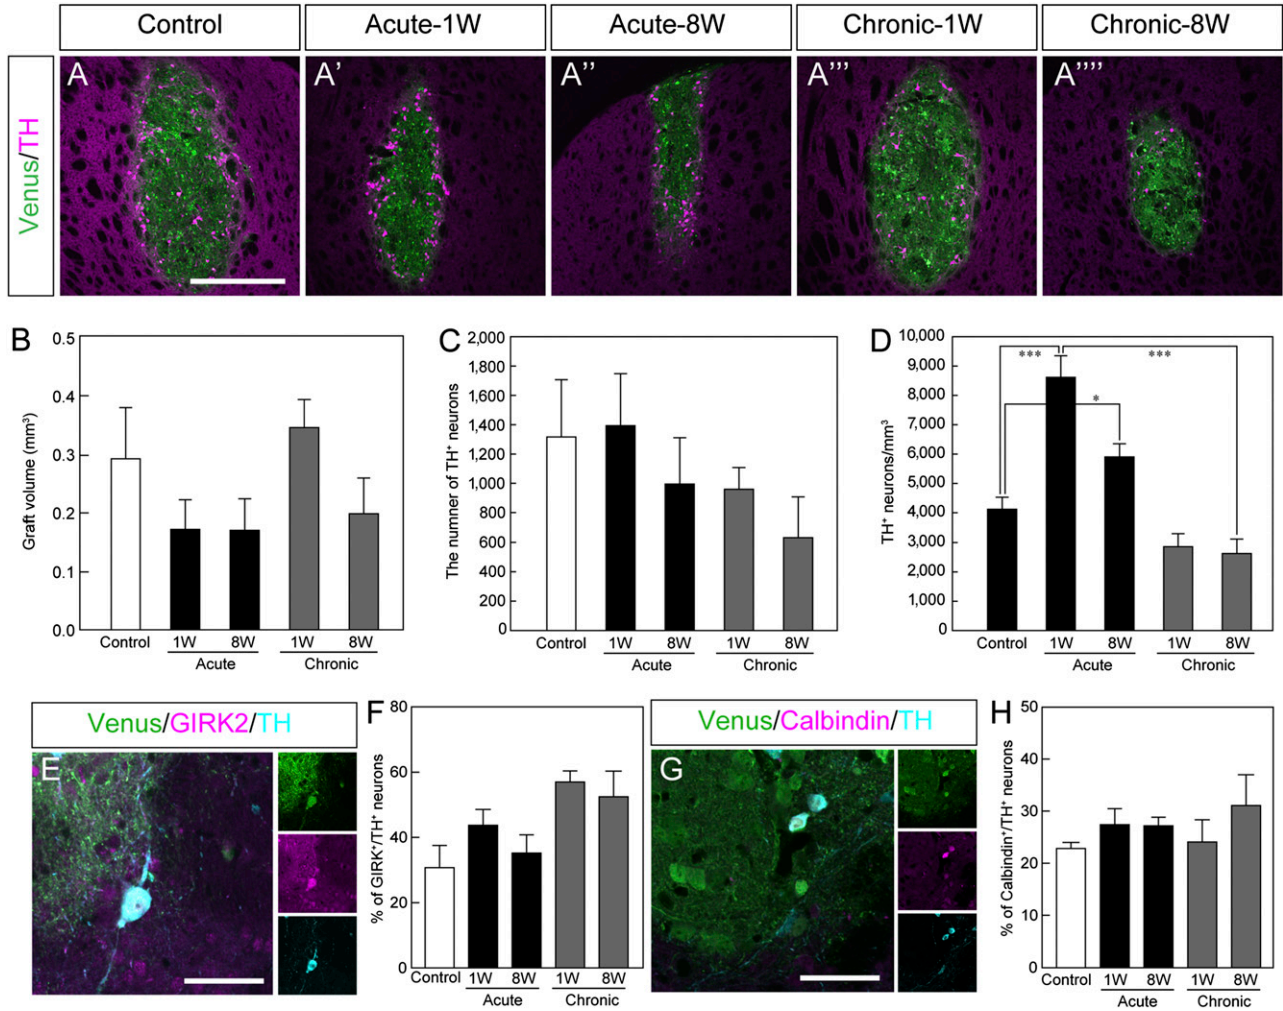 Control
Acute-1W
Acute-8W
Chronic-1W
Chronic-8W
Venus/TH
A
A'
A''
A'''
A''''
B
Graft volume (mm³)
0.5
0.4
0.3
0.2
0.1
0.0
Control
1W
8W
1W
8W
Acute
Chronic
C
The numner of TH⁺ neurons
2,000
1,800
1,600
1,400
1,200
1,000
800
600
400
200
0
Control
1W
8W
1W
8W
Acute
Chronic
D
TH⁺ neurons/mm³
10,000
9,000
8,000
7,000
6,000
5,000
4,000
3,000
2,000
1,000
0
***
***
*
Control
1W
8W
1W
8W
Acute
Chronic
Venus/GIRK2/TH
E
F
% of GIRK⁺/TH⁺ neurons
80
60
40
20
0
Control
1W
8W
1W
8W
Acute
Chronic
Venus/Calbindin/TH
G
H
% of Calbindin⁺/TH⁺ neurons
50
40
30
20
10
0
Control
1W
8W
1W
8W
Acute
Chronic